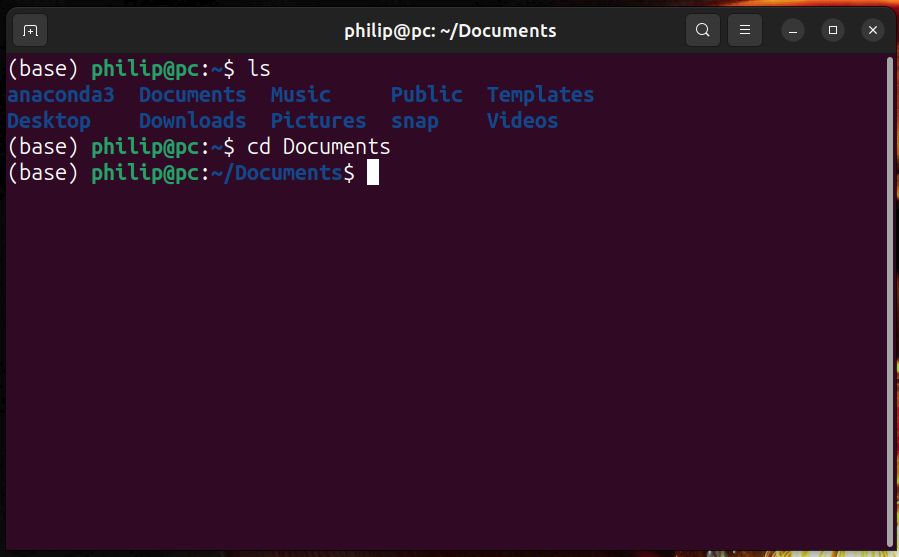 philip@pc: ~/Documents
(base) philip@pc:~$ ls
anaconda3  Documents  Music     Public  Templates
Desktop    Downloads  Pictures  snap    Videos
(base) philip@pc:~$ cd Documents
(base) philip@pc:~/Documents$